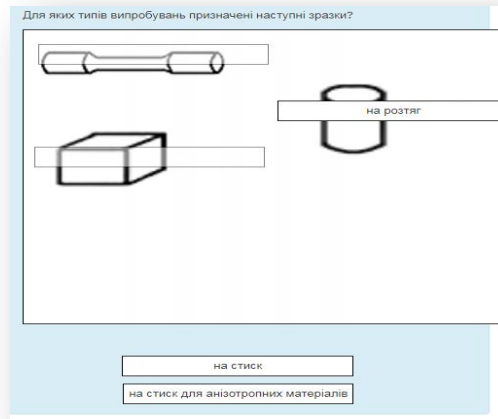 Для яких типів випробувань призначені наступні зразки?
на розтяг
на стиск
на стиск для анізотропних матеріалів